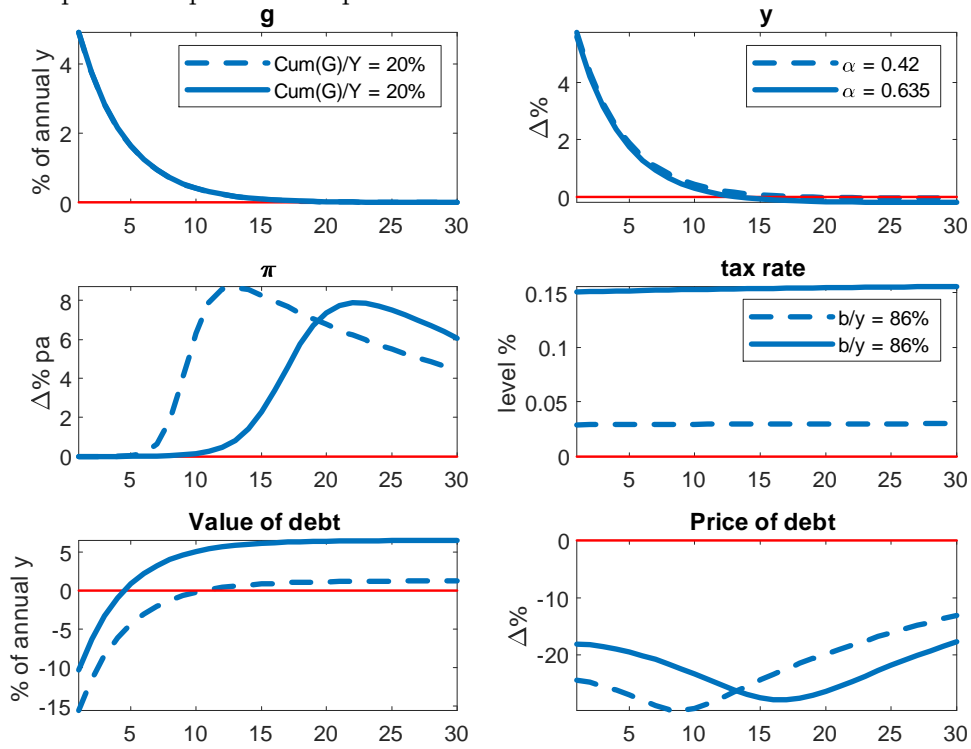 g
% of annual y
4
2
0
Cum(G)/Y = 20%
Cum(G)/Y = 20%
5 10 15 20 25 30
y
Δ%
4
2
0
α = 0.42
α = 0.635
5 10 15 20 25 30
π
Δ% pa
8
6
4
2
0
5 10 15 20 25 30
tax rate
level %
0.15
0.1
0.05
0
b/y = 86%
b/y = 86%
5 10 15 20 25 30
Value of debt
% of annual y
5
0
-5
-10
-15
5 10 15 20 25 30
Price of debt
Δ%
0
-10
-20
5 10 15 20 25 30